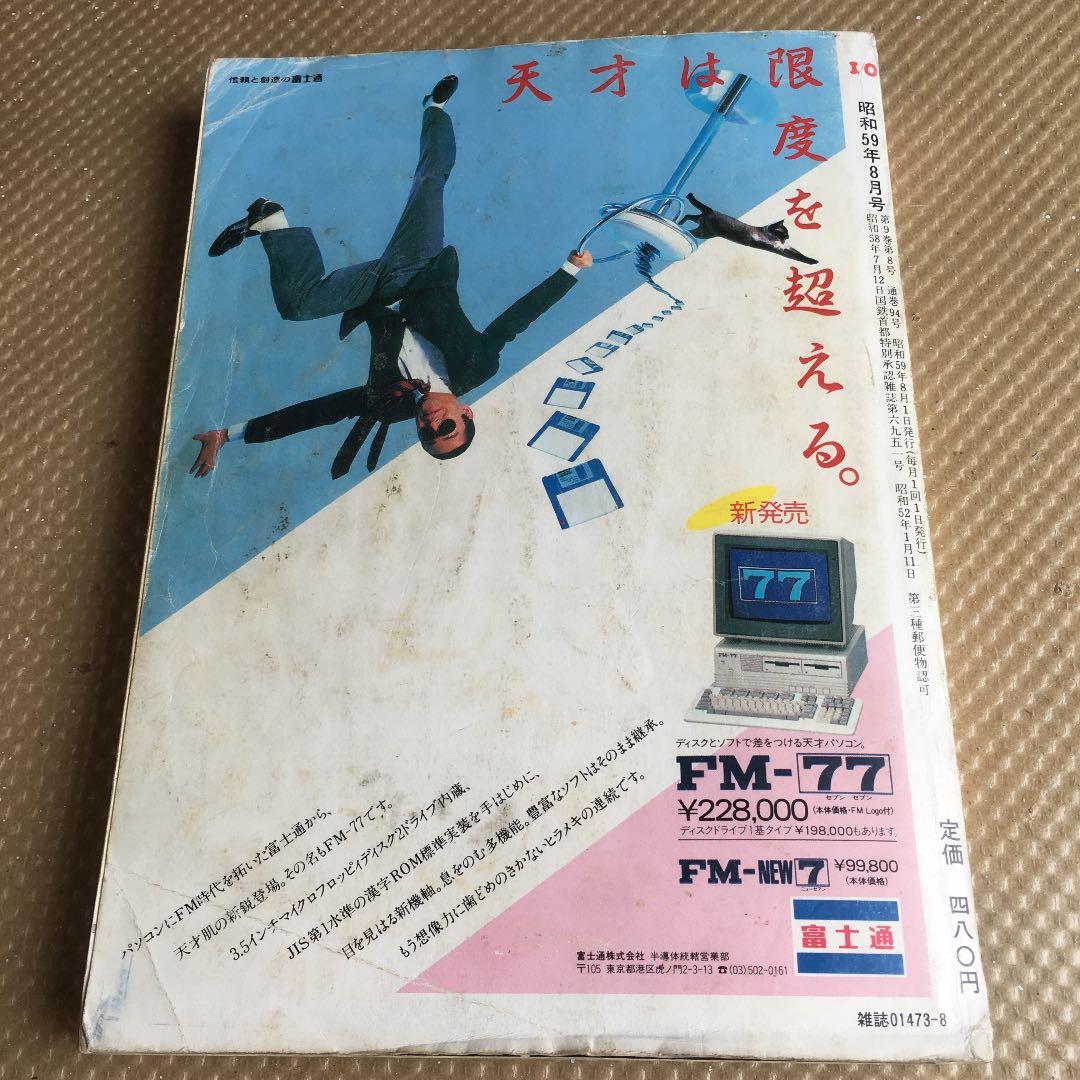 信頼と創造の富士通
天才は限度を超える。
I/O
昭和59年8月号
第9巻第8号 通巻94号 昭和59年8月1日発行(毎月1回1日発行) 昭和52年1月11日 第三種郵便物認可
昭和58年7月12日国鉄首都特別承認雑誌第六九五一号
新発売
77
ディスクとソフトで差をつける天才パソコン。
FM-77
セブン セブン
¥228,000 (本体価格・FM Logo付)
ディスクドライブ1基タイプ ¥198,000もあります。
FM-NEW7 ¥99,800
ニューセブン
(本体価格)
パソコンにFM時代を拓いた富士通から、
天才肌の新鋭登場。その名もFM-77です。
3.5インチマイクロフロッピィディスク2ドライブ内蔵、
JIS第1水準の漢字ROM標準実装を手はじめに、
目を見はる新機軸。息をのむ多機能。豊富なソフトはそのまま継承。
もう想像力に歯どめのきかないヒラメキの連続です。
富士通
富士通株式会社 半導体統轄営業部
〒105 東京都港区虎ノ門2-3-13 ☎(03)502-0161
定価 四八〇円
雑誌01473-8